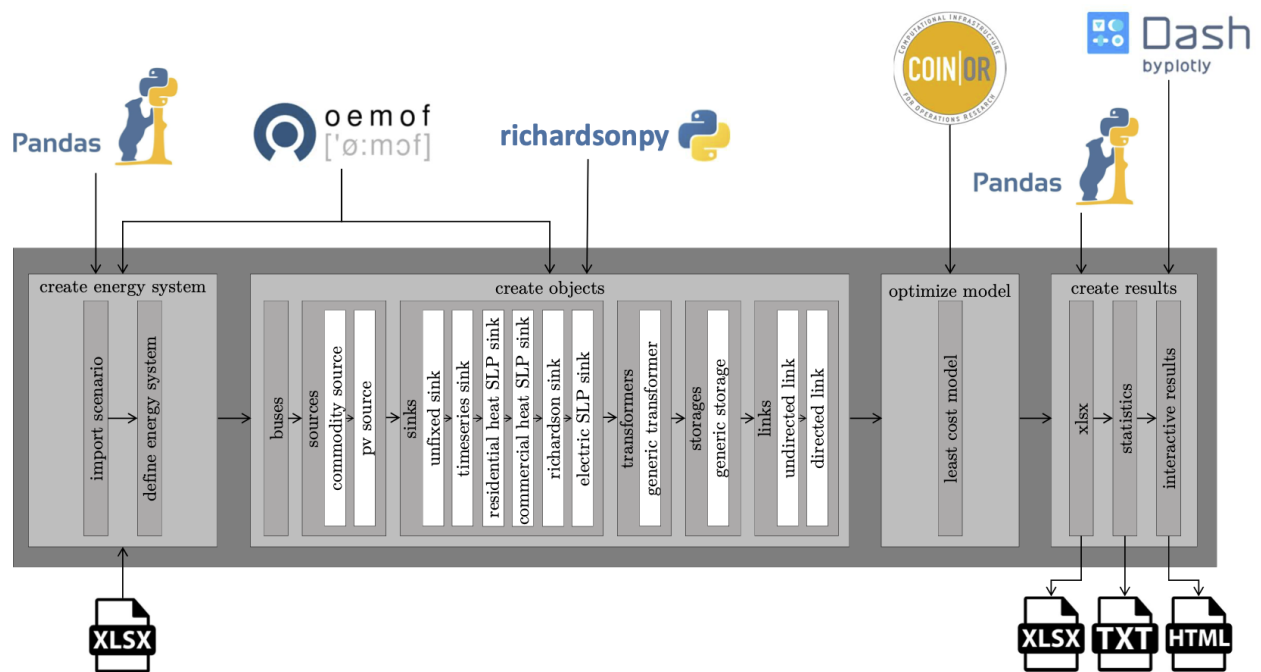 COMPUTATIONAL INFRASTRUCTURE
COIN|OR
FOR OPERATIONS RESEARCH
Dash
by plotly
Pandas
oemof
['ø:mɔf]
richardsonpy
Pandas
create energy system
import scenario
define energy system
create objects
buses
sources
commodity source
pv source
sinks
unfixed sink
timeseries sink
residential heat SLP sink
commercial heat SLP sink
richardson sink
electric SLP sink
transformers
generic transformer
storages
generic storage
links
undirected link
directed link
optimize model
least cost model
create results
xlsx
statistics
interactive results
XLSX
XLSX
TXT
HTML